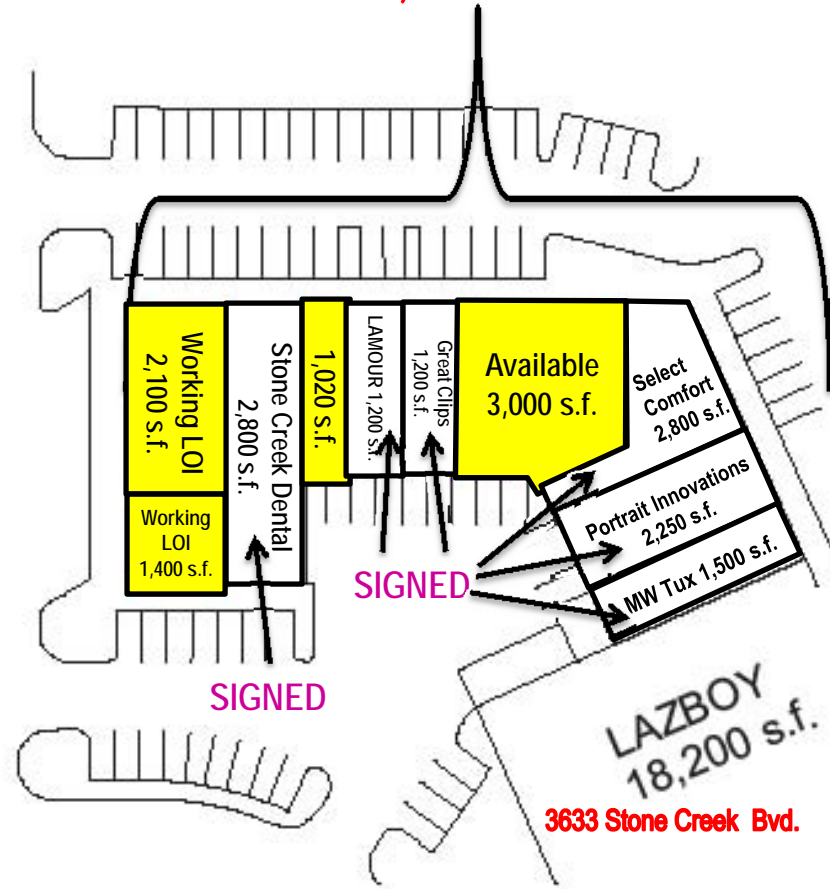 Working LOI
2,100 s.f.
Working
LOI
1,400 s.f.
Stone Creek Dental
2,800 s.f.
1,020 s.f.
LAMOUR 1,200 s.f.
Great Clips
1,200 s.f.
Available
3,000 s.f.
Select
Comfort
2,800 s.f.
Portrait Innovations
2,250 s.f.
MW Tux 1,500 s.f.
SIGNED
SIGNED
LAZBOY
18,200 s.f.
3633 Stone Creek Bvd.